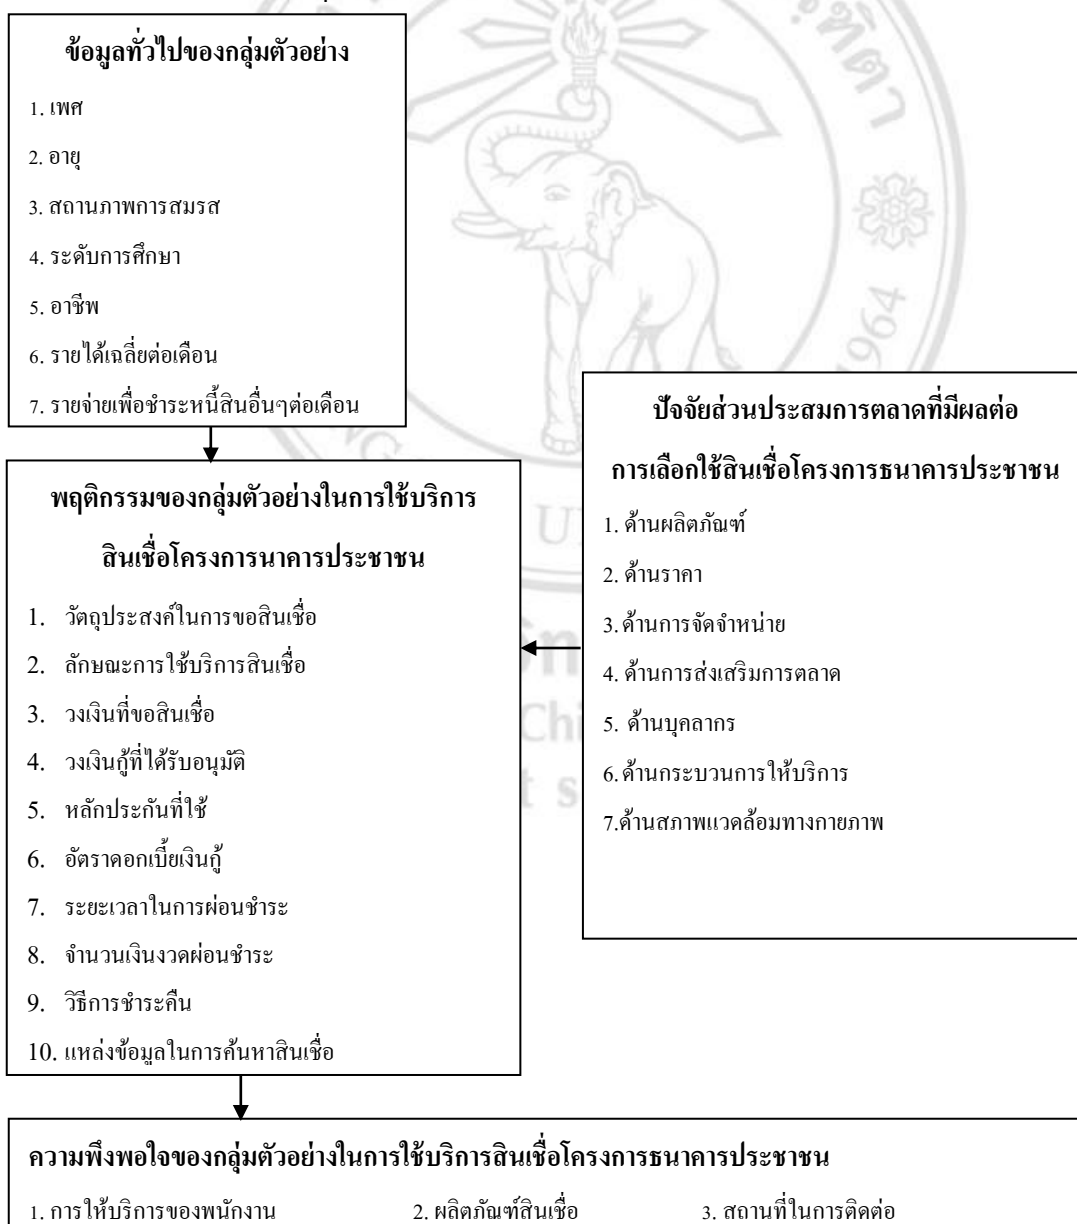 ข้อมูลทั่วไปของกลุ่มตัวอย่าง
1. เพศ
2. อายุ
3. สถานภาพการสมรส
4. ระดับการศึกษา
5. อาชีพ
6. รายได้เฉลี่ยต่อเดือน
7. รายจ่ายเพื่อชำระหนี้สินอื่นๆต่อเดือน
1964
ปัจจัยส่วนประสมการตลาดที่มีผลต่อ
การเลือกใช้สินเชื่อโครงการธนาคารประชาชน
1. ด้านผลิตภัณฑ์
2. ด้านราคา
3. ด้านการจัดจำหน่าย
4. ด้านการส่งเสริมการตลาด
5. ด้านบุคลากร
6. ด้านกระบวนการให้บริการ
7.ด้านสภาพแวดล้อมทางกายภาพ
พฤติกรรมของกลุ่มตัวอย่างในการใช้บริการ
สินเชื่อโครงการนาคารประชาชน
1. วัตถุประสงค์ในการขอสินเชื่อ
2. ลักษณะการใช้บริการสินเชื่อ
3. วงเงินที่ขอสินเชื่อ
4. วงเงินกู้ที่ได้รับอนุมัติ
5. หลักประกันที่ใช้
6. อัตราดอกเบี้ยเงินกู้
7. ระยะเวลาในการผ่อนชำระ
8. จำนวนเงินงวดผ่อนชำระ
9. วิธีการชำระคืน
10. แหล่งข้อมูลในการค้นหาสินเชื่อ
ความพึงพอใจของกลุ่มตัวอย่างในการใช้บริการสินเชื่อโครงการธนาคารประชาชน
1. การให้บริการของพนักงาน 2. ผลิตภัณฑ์สินเชื่อ 3. สถานที่ในการติดต่อ